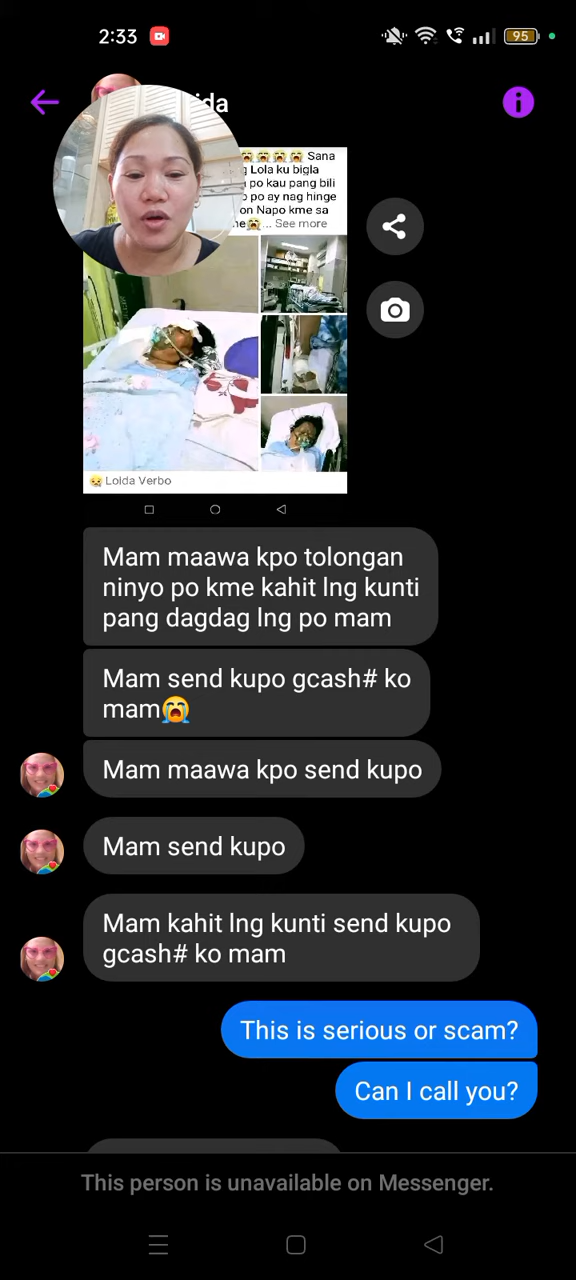 2:33
95
ida
Sana
g Lola ku bigla
po kau pang bili
po ay nag hinge
on Napo kme sa
he ... See more
Loida Verbo
Mam maawa kpo tolongan
ninyo po kme kahit lng kunti
pang dagdag lng po mam
Mam send kupo gcash# ko
mam😭
Mam maawa kpo send kupo
Mam send kupo
Mam kahit lng kunti send kupo
gcash# ko mam
This is serious or scam?
Can I call you?
This person is unavailable on Messenger.